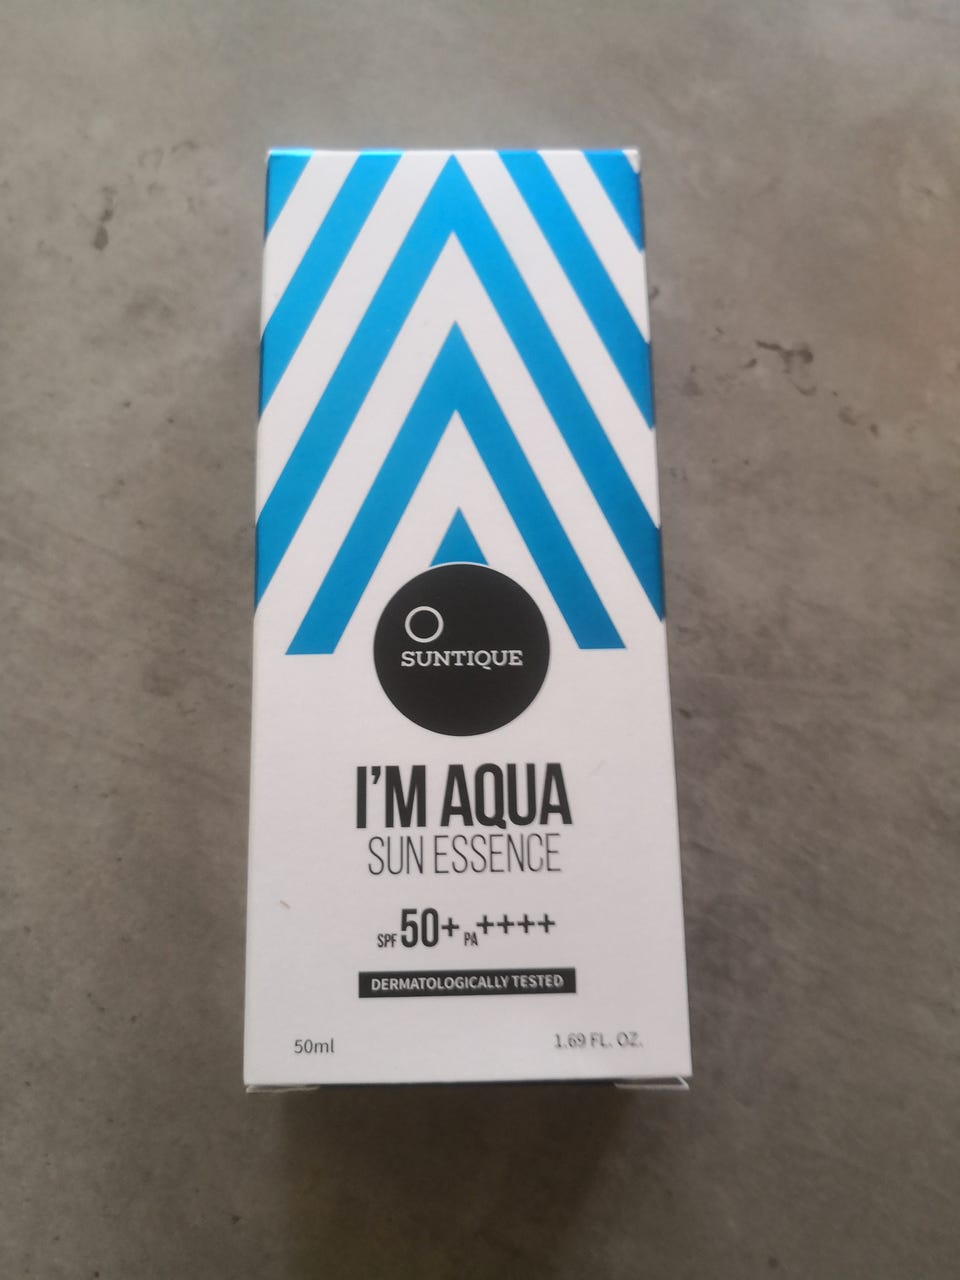 SUNTIQUE
I'M AQUA
SUN ESSENCE
SPF 50+ PA++++
DERMATOLOGICALLY TESTED
50ml 1.69 FL. OZ.